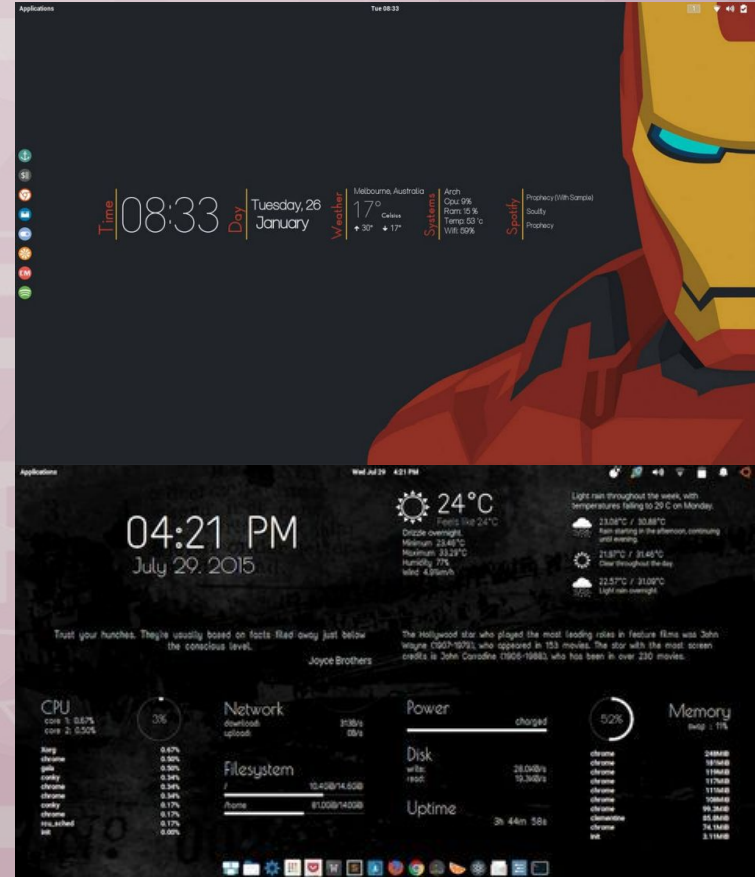 Applications
Tue 08:33
Time
08:33
Day
Tuesday, 26
January
Weather
Melbourne, Australia
17°
Celsius
30° 17°
Systems
Arch
Cpu: 9%
Ram: 15 %
Temp: 53 °c
Wifi: 59%
Spotify
Prophecy (With Sample)
Soulfly
Prophecy
Applications
Wed Jul 29 4:21 PM
04:21 PM
July 29, 2015
24°C
Feels like 24°C
Drizzle overnight.
Minimum 23.46°C
Maximum 33.29°C
Humidity 77%
Wind 4.91km/h
Light rain throughout the week, with
temperatures falling to 29 C on Monday.
23.08°C / 30.88°C
Rain starting in the afternoon, continuing
until evening.
21.97°C / 31.46°C
Clear throughout the day.
22.57°C / 31.09°C
Light rain overnight.
Trust your hunches. They're usually based on facts filed away just below
the conscious level.
Joyce Brothers
The Hollywood star who played the most leading roles in feature films was John
Wayne (1907-1979), who appeared in 153 movies. The star with the most screen
credits is John Carradine (1906-1988), who has been in over 230 movies.
CPU
core 1: 0.67%
core 2: 0.50%
3%
Xorg 0.67%
chrome 0.50%
gala 0.50%
conky 0.34%
chrome 0.34%
chrome 0.34%
conky 0.17%
chrome 0.17%
rcu_sched 0.17%
init 0.00%
Network
download:
upload: 0B/s
Filesystem
/ 10.4GB/14.6GB
/home 81.0GB/140GB
Power
charged
Disk
write: 28.0kB/s
read: 19.3kB/s
Uptime
3h 44m 58s
52%
Memory
swap : 11%
chrome 248MiB
chrome 181MiB
chrome 119MiB
chrome 117MiB
chrome 111MiB
chrome 108MiB
chrome 99.3MiB
clementine 85.8MiB
chrome 74.1MiB
init 3.11MiB